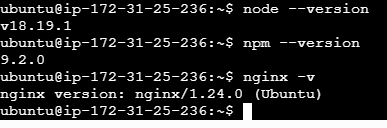 ubuntu@ip-172-31-25-236:~$ node --version
v18.19.1
ubuntu@ip-172-31-25-236:~$ npm --version
9.2.0
ubuntu@ip-172-31-25-236:~$ nginx -v
nginx version: nginx/1.24.0 (Ubuntu)
ubuntu@ip-172-31-25-236:~$